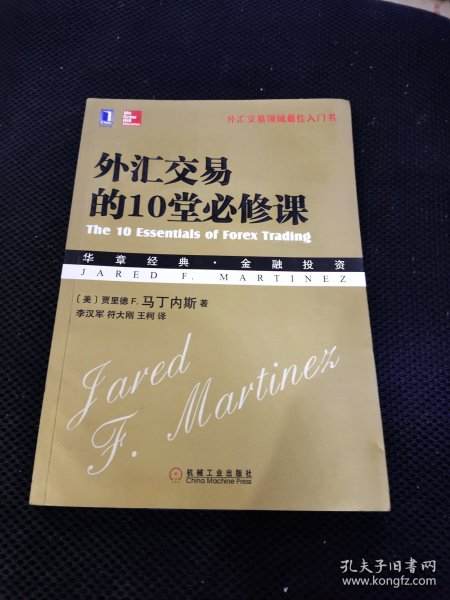 Mc
Graw
Hill
Education
外汇交易领域最佳入门书
外汇交易
的10堂必修课
The 10 Essentials of Forex Trading
华章经典·金融投资
JARED F. MARTINEZ
〔美〕贾里德 F. 马丁内斯 著
李汉军 符大刚 王柯 译
Jared
F. Martinez
机械工业出版社
China Machine Press
孔夫子旧书网
www.kongfz.com